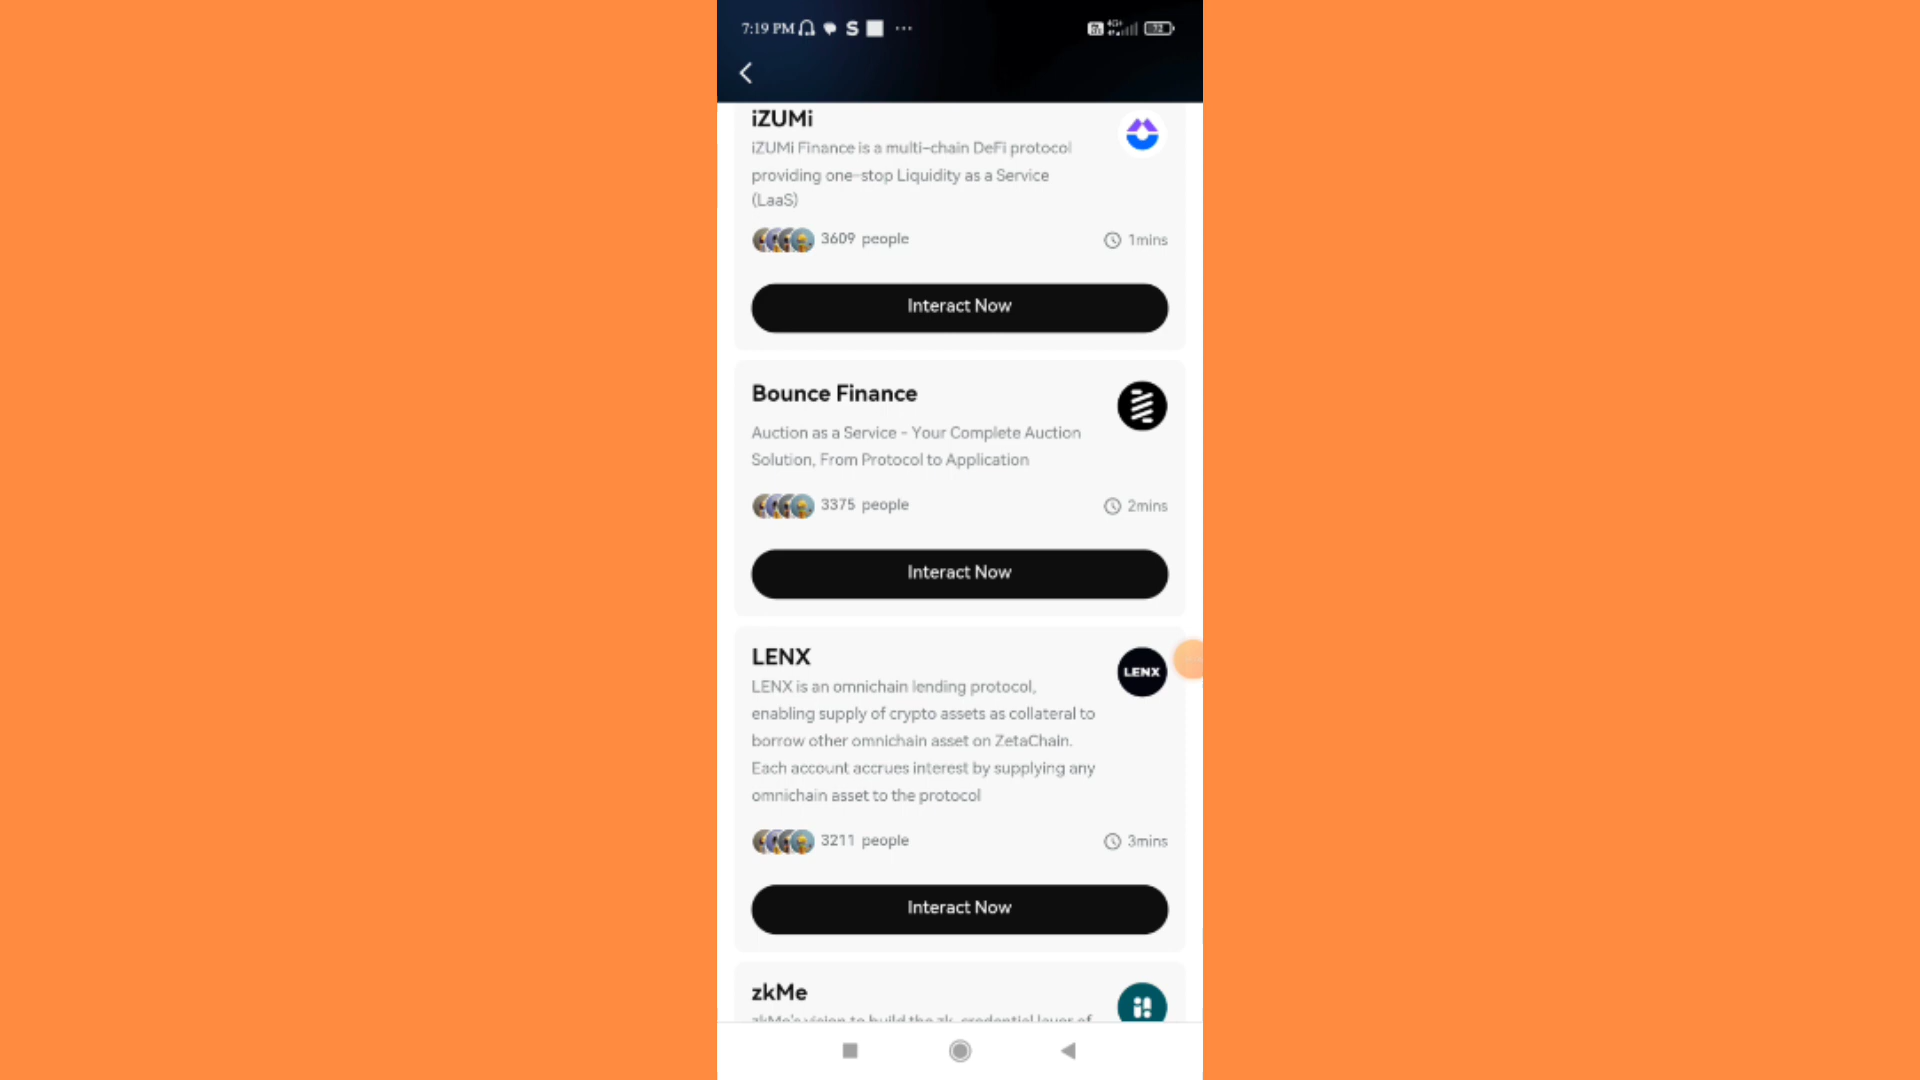 7:19 PM S ...
4G+
72
iZUMi
iZUMi Finance is a multi-chain DeFi protocol
providing one-stop Liquidity as a Service
(LaaS)
3609 people
1mins
Interact Now
Bounce Finance
Auction as a Service - Your Complete Auction
Solution, From Protocol to Application
3375 people
2mins
Interact Now
LENX
LENX
LENX is an omnichain lending protocol,
enabling supply of crypto assets as collateral to
borrow other omnichain asset on ZetaChain.
Each account accrues interest by supplying any
omnichain asset to the protocol
3211 people
3mins
Interact Now
zkMe
zkMe's vision to build the zk-credential layer of